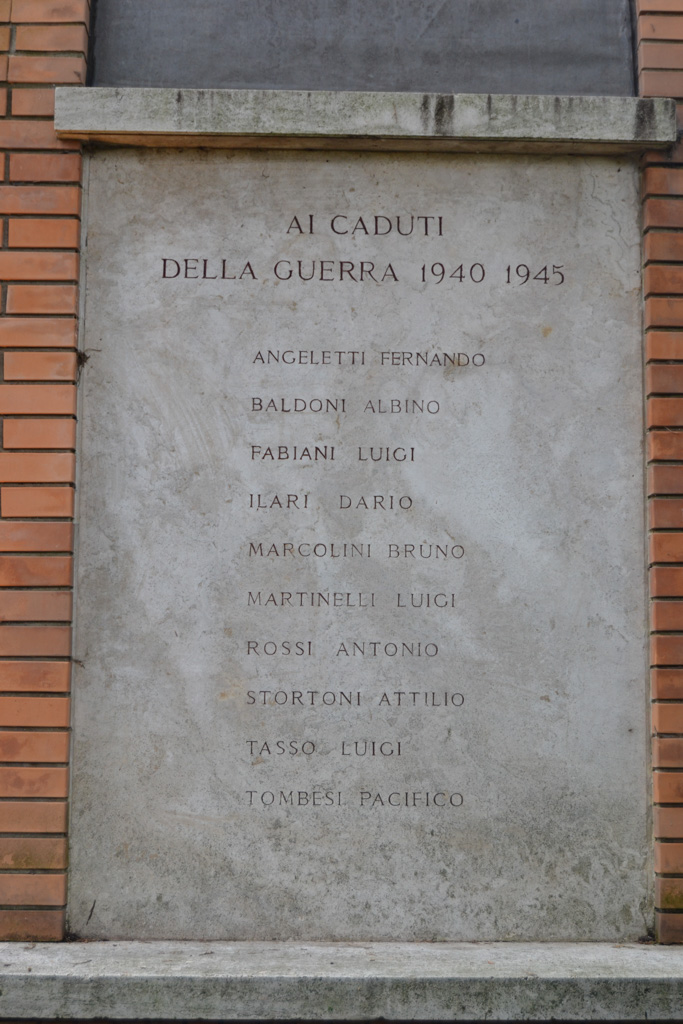 AI CADUTI
DELLA GUERRA 1940 1945
ANGELETTI FERNANDO
BALDONI ALBINO
FABIANI LUIGI
ILARI DARIO
MARCOLINI BRUNO
MARTINELLI LUIGI
ROSSI ANTONIO
STORTONI ATTILIO
TASSO LUIGI
TOMBESI PACIFICO